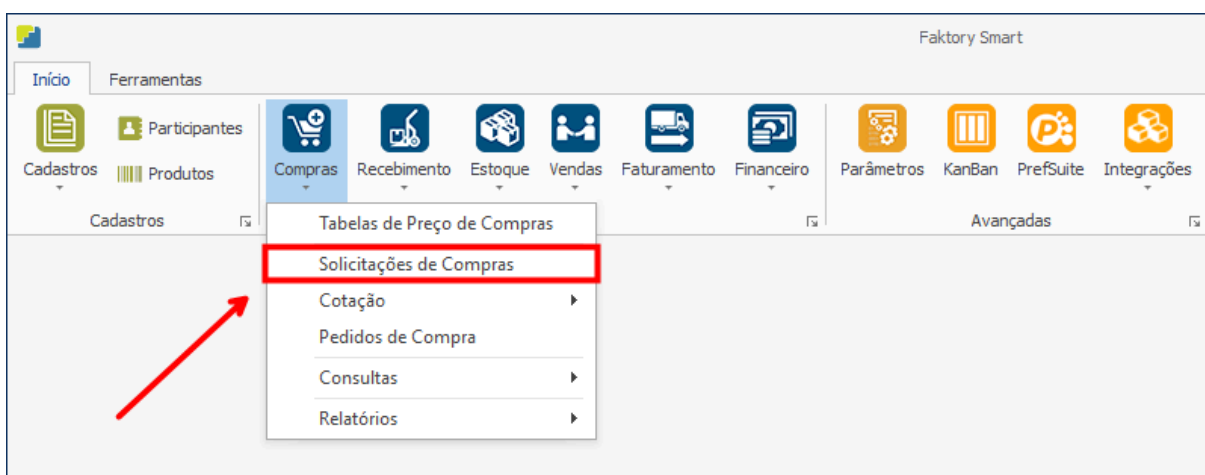 Faktory Smart
Início Ferramentas
Participantes
Produtos
Cadastros Compras Recebimento Estoque Vendas Faturamento Financeiro Parâmetros KanBan PrefSuite Integrações
Cadastros Avançadas
Tabelas de Preço de Compras
Solicitações de Compras
Cotação
Pedidos de Compra
Consultas
Relatórios